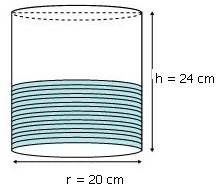 h = 24 cm
r = 20 cm